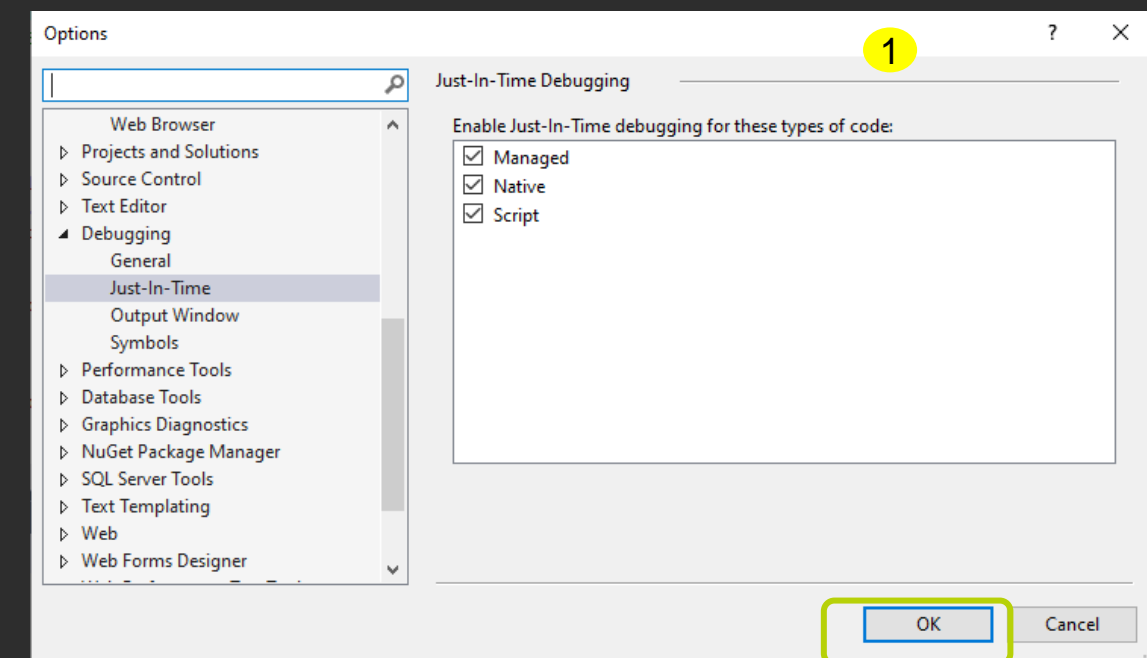 Options
?
1
Just-In-Time Debugging
Web Browser
Projects and Solutions
Source Control
Text Editor
Debugging
General
Just-In-Time
Output Window
Symbols
Performance Tools
Database Tools
Graphics Diagnostics
NuGet Package Manager
SQL Server Tools
Text Templating
Web
Web Forms Designer
Enable Just-In-Time debugging for these types of code:
Managed
Native
Script
OK
Cancel